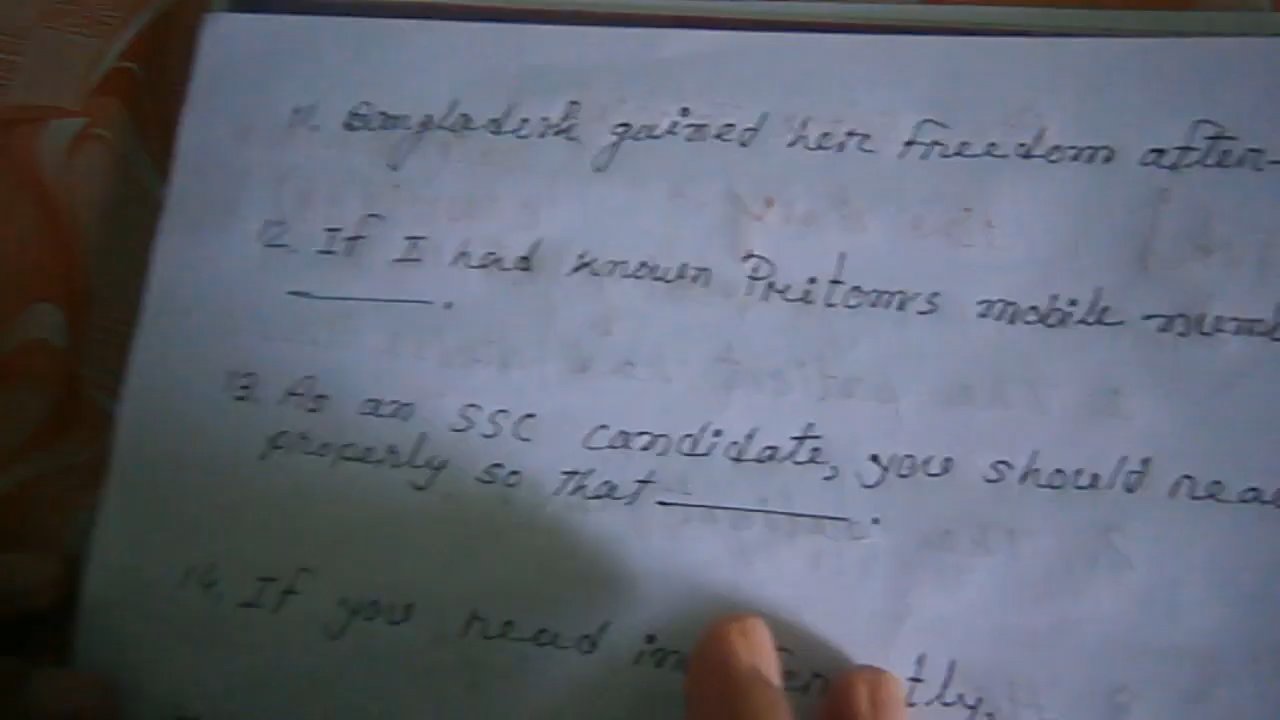 11. Bangladesh gained her freedom after
12. If I had known Pritom's mobile
______.
13. As an SSC candidate, you should
properly so that ______.
14. If you read